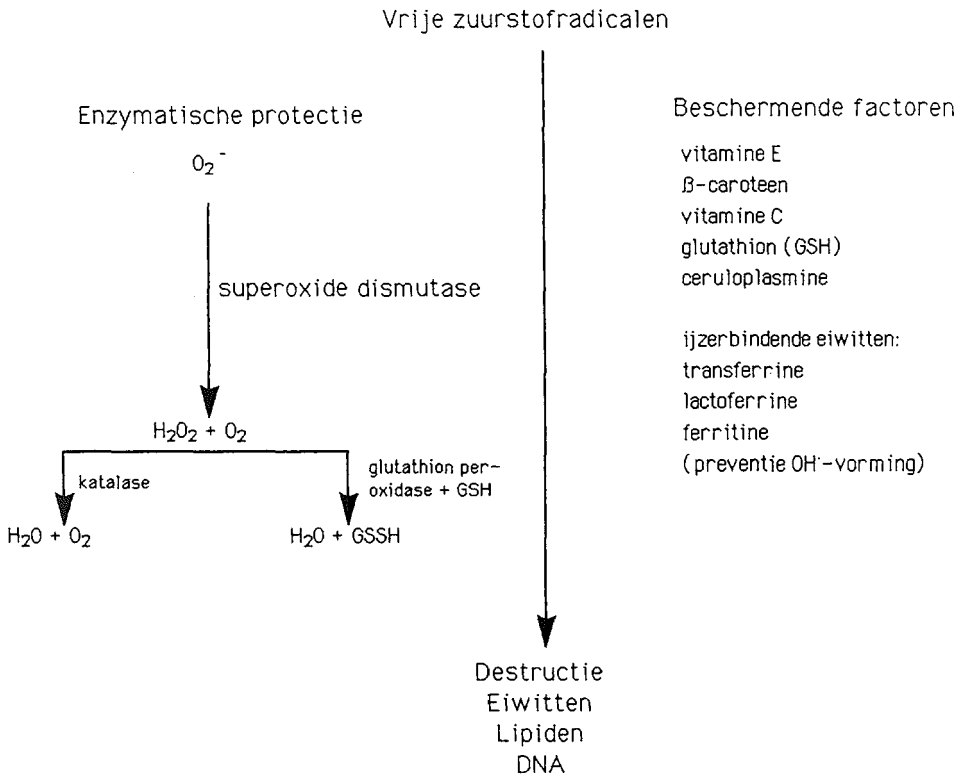 Vrije zuurstofradicalen
Enzymatische protectie
O₂⁻
superoxide dismutase
H₂O₂ + O₂
katalase
H₂O + O₂
glutathion per-
oxidase + GSH
H₂O + GSSH
Beschermende factoren
vitamine E
β-caroteen
vitamine C
glutathion (GSH)
ceruloplasmine
ijzerbindende eiwitten:
transferrine
lactoferrine
ferritine
(preventie OH·-vorming)
Destructie
Eiwitten
Lipiden
DNA